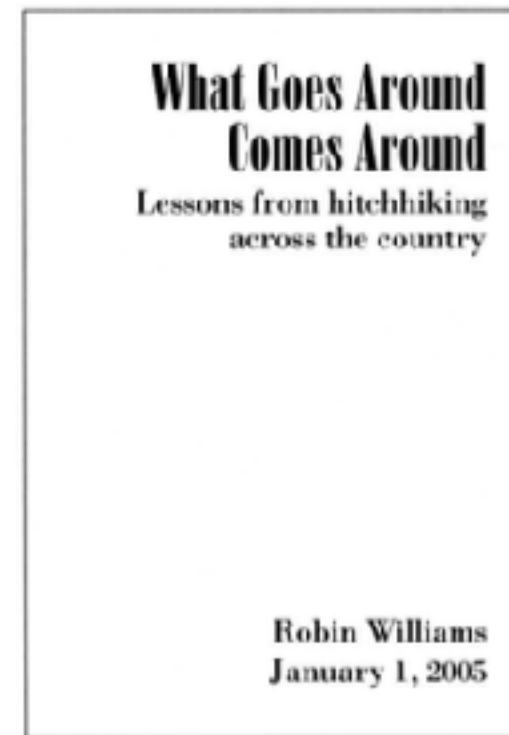 What Goes Around
Comes Around
Lessons from hitchhiking
across the country
Robin Williams
January 1, 2005